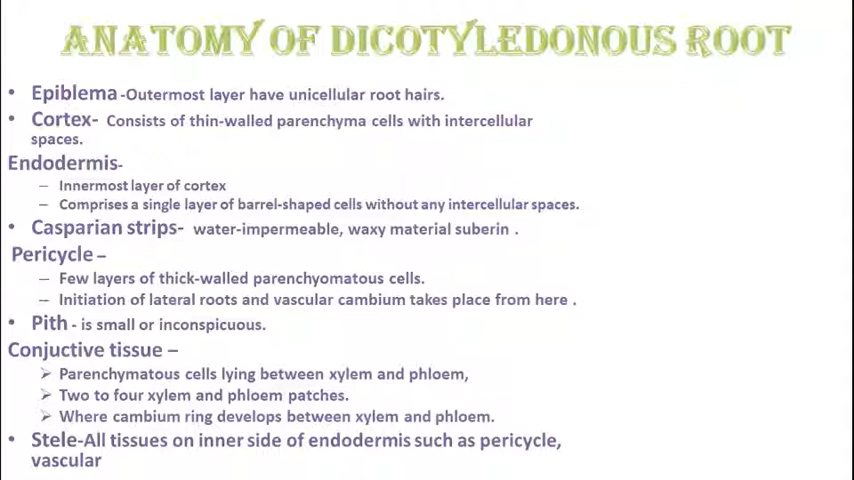 ANATOMY OF DICOTYLEDONOUS ROOT
• Epiblema -Outermost layer have unicellular root hairs.
• Cortex- Consists of thin-walled parenchyma cells with intercellular
spaces.
Endodermis-
– Innermost layer of cortex
– Comprises a single layer of barrel-shaped cells without any intercellular spaces.
• Casparian strips- water-impermeable, waxy material suberin .
Pericycle –
– Few layers of thick-walled parenchyomatous cells.
– Initiation of lateral roots and vascular cambium takes place from here .
• Pith - is small or inconspicuous.
Conjuctive tissue –
➢ Parenchymatous cells lying between xylem and phloem,
➢ Two to four xylem and phloem patches.
➢ Where cambium ring develops between xylem and phloem.
• Stele-All tissues on inner side of endodermis such as pericycle,
vascular